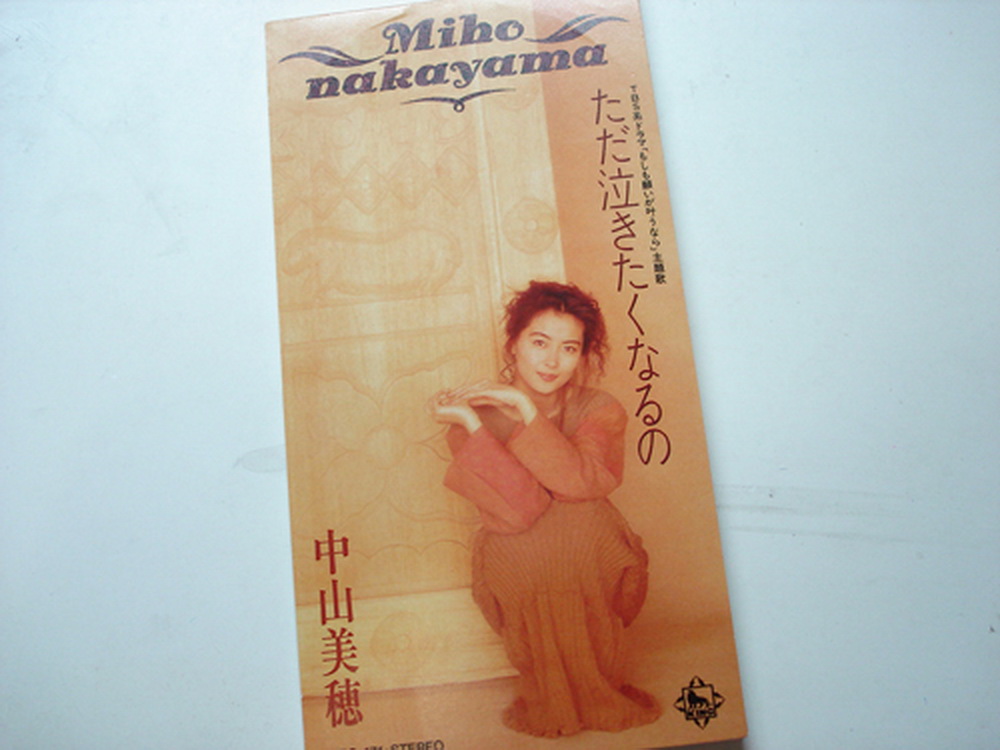 Miho
nakayama
TBS系ドラマ「もしも願いが叶うなら」主題歌
ただ泣きたくなるの
中山美穂
STEREO
KING